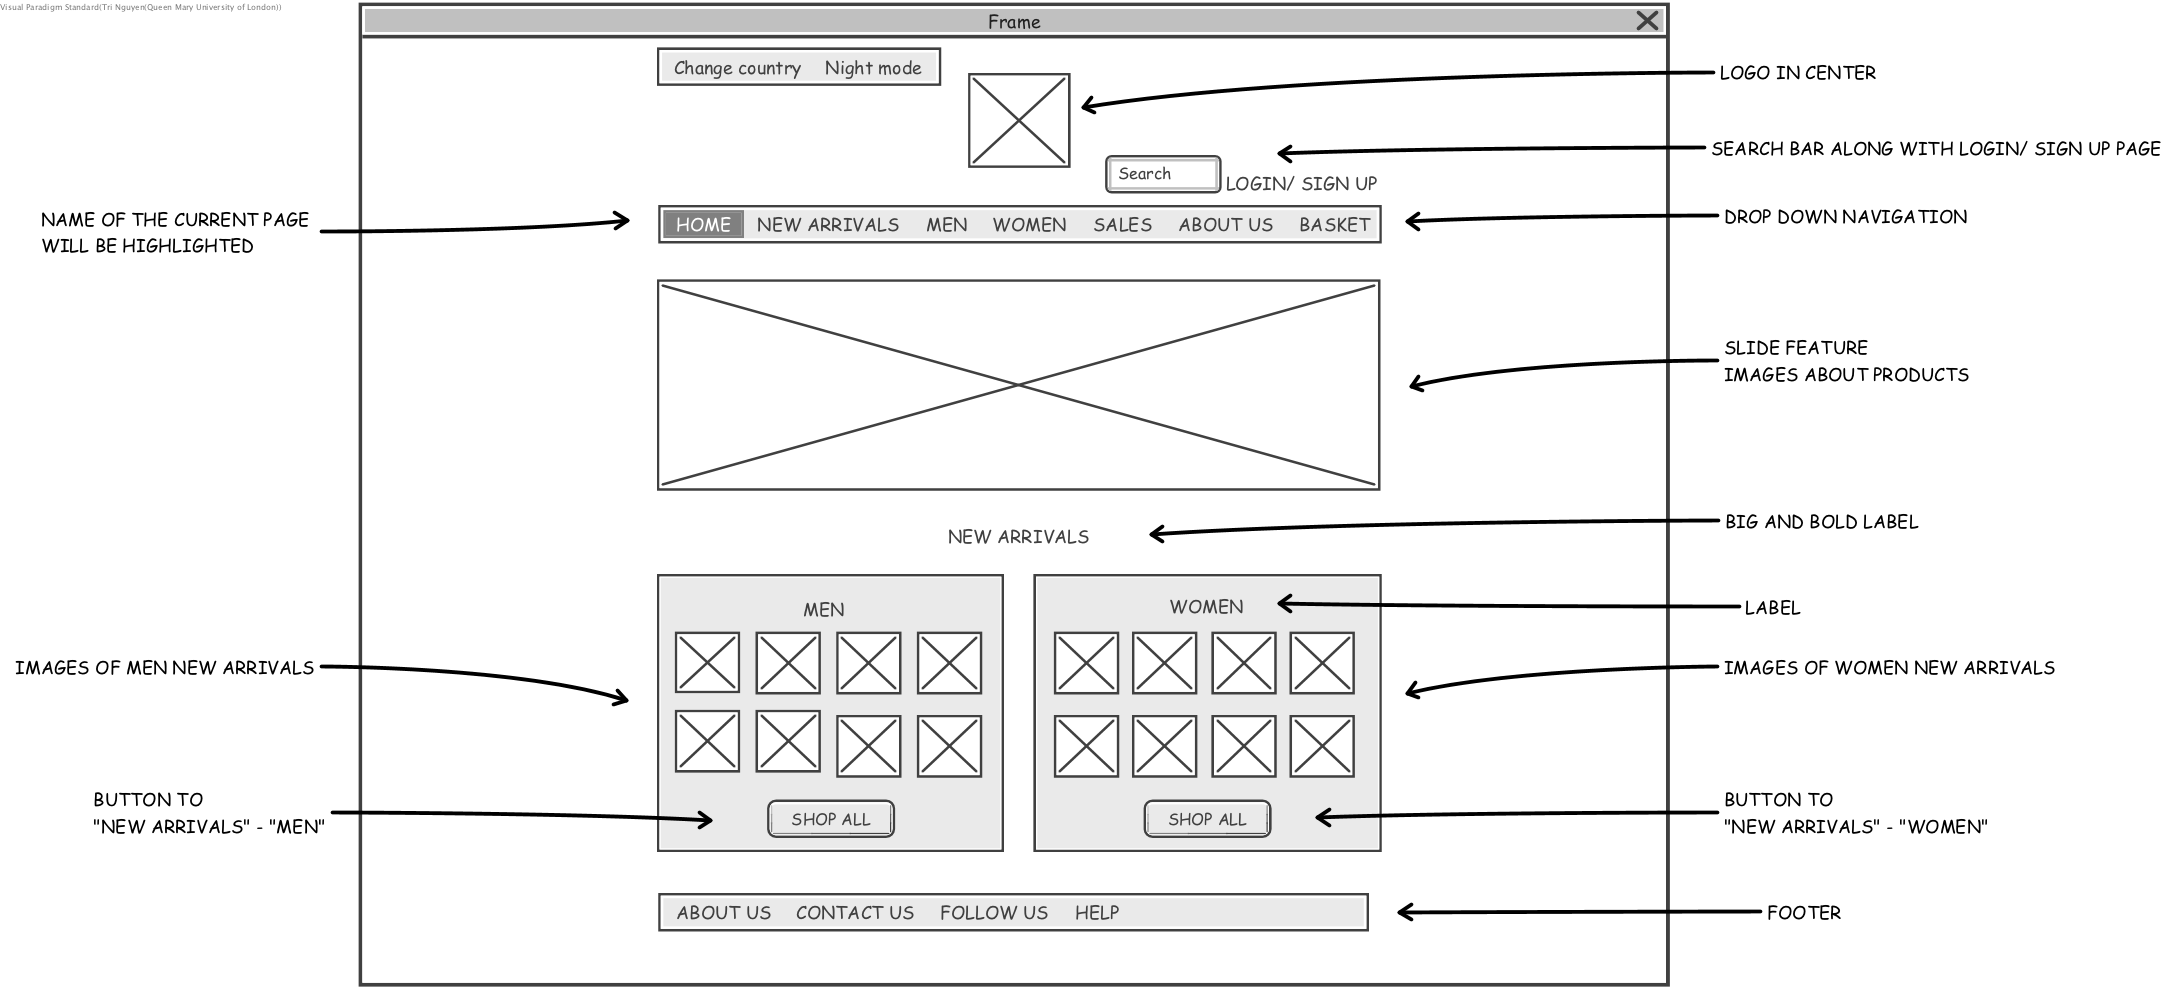 Visual Paradigm Standard(Tri Nguyen(Queen Mary University of London))
Frame
Change country Night mode
LOGO IN CENTER
SEARCH BAR ALONG WITH LOGIN/ SIGN UP PAGE
Search
LOGIN/ SIGN UP
NAME OF THE CURRENT PAGE
WILL BE HIGHLIGHTED
HOME NEW ARRIVALS MEN WOMEN SALES ABOUT US BASKET
DROP DOWN NAVIGATION
SLIDE FEATURE
IMAGES ABOUT PRODUCTS
NEW ARRIVALS
BIG AND BOLD LABEL
MEN
WOMEN
LABEL
IMAGES OF MEN NEW ARRIVALS
IMAGES OF WOMEN NEW ARRIVALS
BUTTON TO
"NEW ARRIVALS" - "MEN"
SHOP ALL
SHOP ALL
BUTTON TO
"NEW ARRIVALS" - "WOMEN"
ABOUT US CONTACT US FOLLOW US HELP
FOOTER